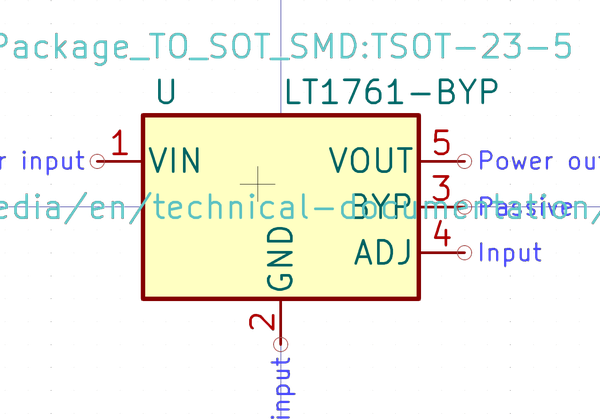 Package_TO_SOT_SMD:TSOT-23-5
U LT1761-BYP
r input 1 VIN VOUT 5 Power out
BYP 3 Passive
edia/en/technical-documentation/
ADJ 4 Input
GND
2
input